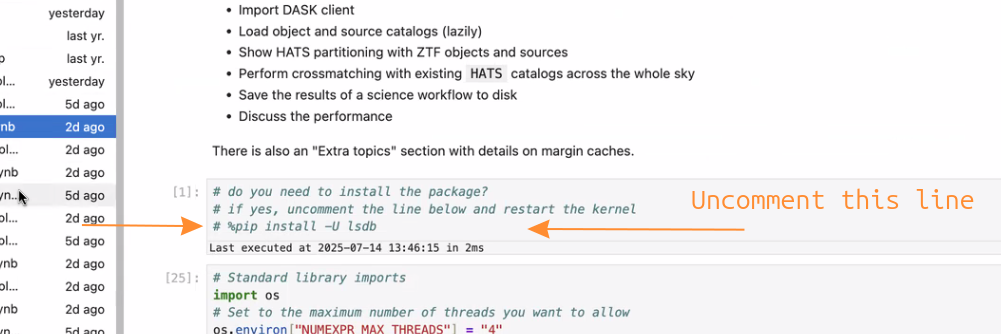 yesterday
last yr.
p last yr.
ol... yesterday
5d ago
ynb 2d ago
ol... 2d ago
ynb 2d ago
yn... 5d ago
ol... 2d ago
2d ago
ynb 2d ago
ol... 2d ago
ynb 2d ago
yn... 5d ago
• Import DASK client
• Load object and source catalogs (lazily)
• Show HATS partitioning with ZTF objects and sources
• Perform crossmatching with existing HATS catalogs across the whole sky
• Save the results of a science workflow to disk
• Discuss the performance
There is also an "Extra topics" section with details on margin caches.
[1]: # do you need to install the package?
# if yes, uncomment the line below and restart the kernel
# %pip install -U lsdb
Uncomment this line
Last executed at 2025-07-14 13:46:15 in 2ms
[25]: # Standard library imports
import os
# Set to the maximum number of threads you want to allow
os.environ["NUMEXPR_MAX_THREADS"] = "4"